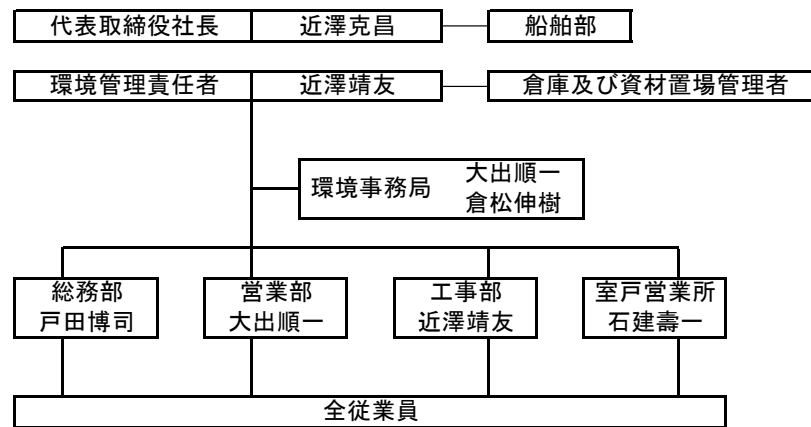 代表取締役社長 近澤克昌 船舶部
環境管理責任者 近澤靖友 倉庫及び資材置場管理者
環境事務局 大出順一
倉松伸樹
総務部 営業部 工事部 室戸営業所
戸田博司 大出順一 近澤靖友 石建壽一
全従業員